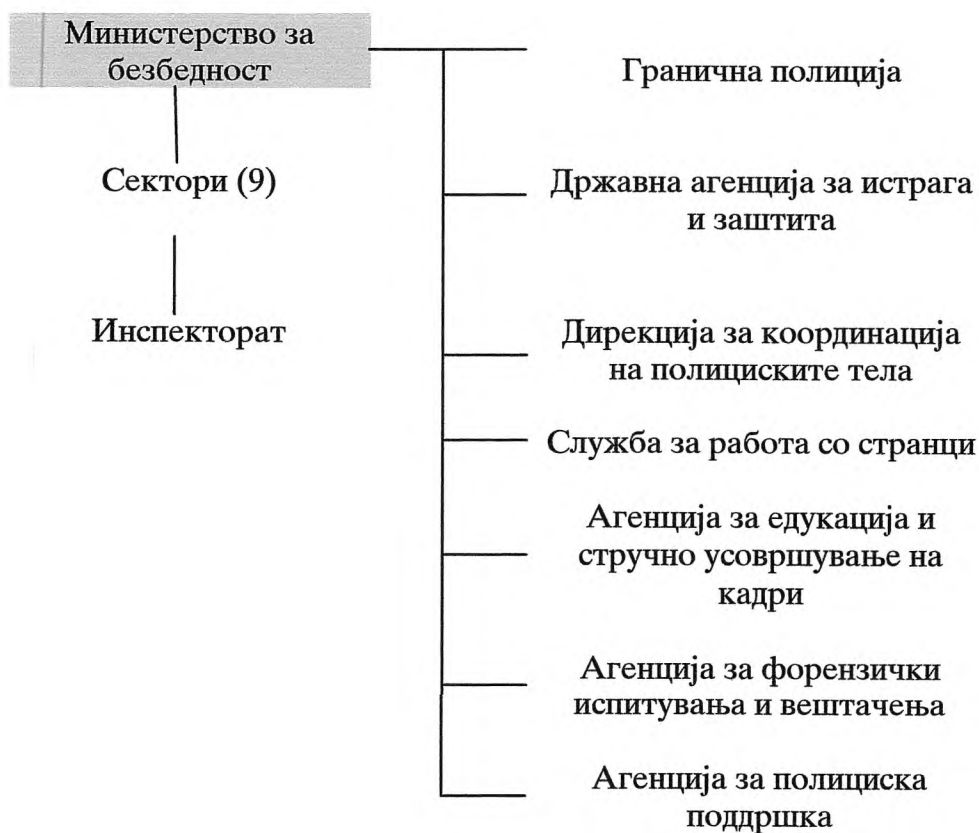 Министерство за
безбедност
Сектори (9)
Инспекторат
Гранична полиција
Државна агенција за истрага
и заштита
Дирекција за координација
на полициските тела
Служба за работа со странци
Агенција за едукација и
стручно усовршување на
кадри
Агенција за форензички
испитувања и вештачења
Агенција за полициска
поддршка